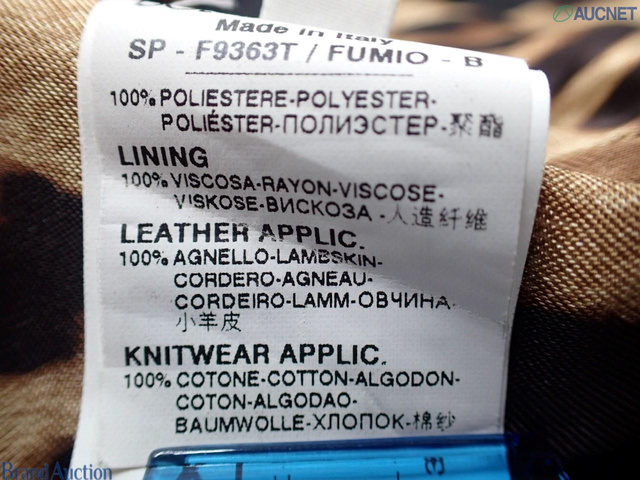 AUCNET
Made in Italy
SP - F9363T / FUMIO - B
100% POLIESTERE-POLYESTER-
POLIÉSTER-ПОЛИЭСТЕР-聚酯
LINING
100% VISCOSA-RAYON-VISCOSE-
VISKOSE-ВИСКОЗА-人造纤维
LEATHER APPLIC.
100% AGNELLO-LAMBSKIN-
CORDERO-AGNEAU-
CORDEIRO-LAMM-ОВЧИНА-
小羊皮
KNITWEAR APPLIC.
100% COTONE-COTTON-ALGODON-
COTON-ALGODAO-
BAUMWOLLE-ХЛОПОК-棉纱
Brand Auction